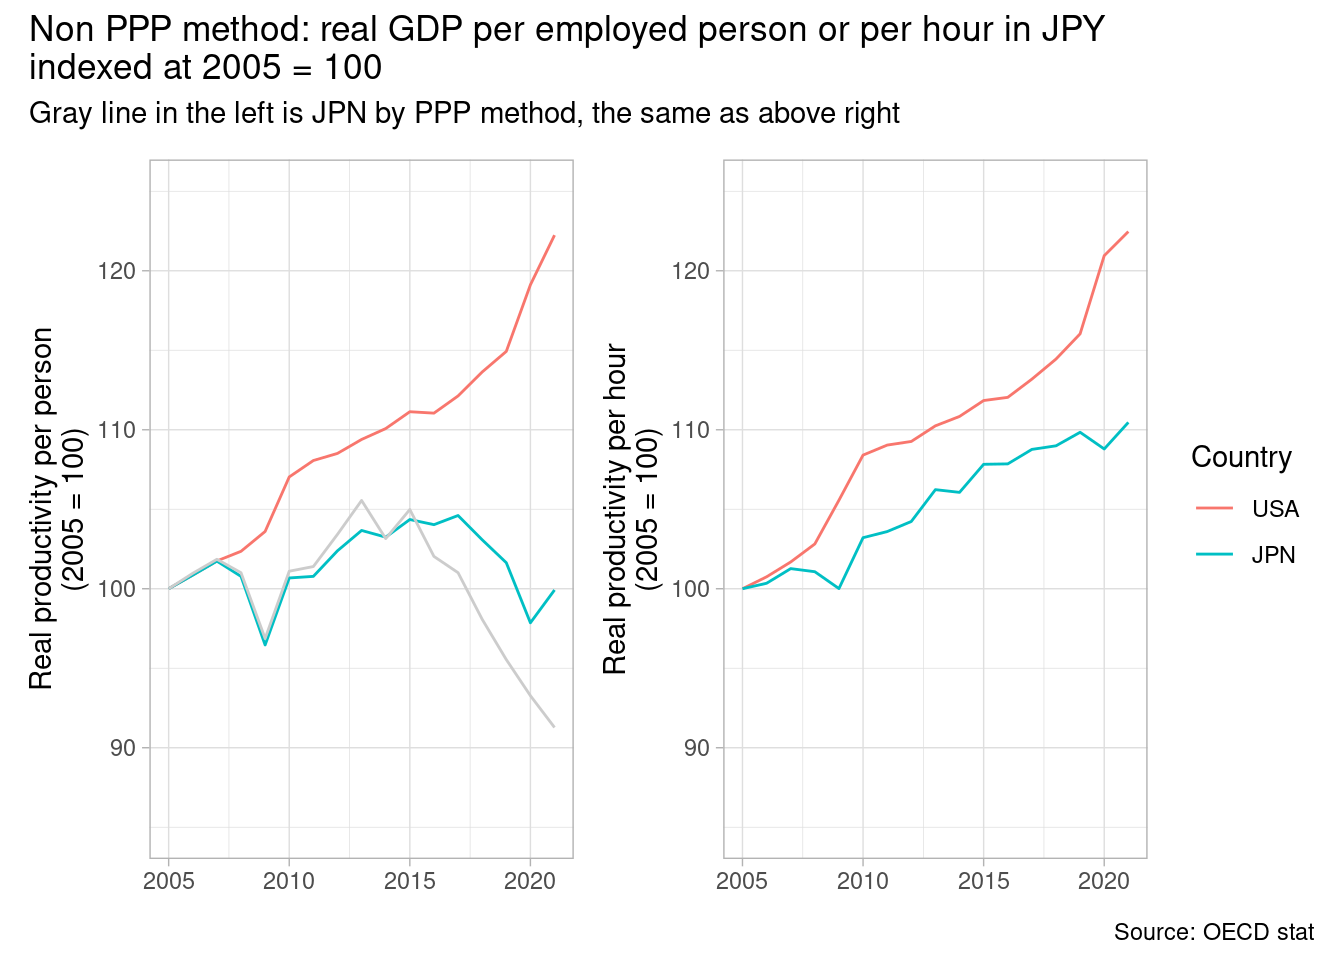 Non PPP method: real GDP per employed person or per hour in JPY
indexed at 2005 = 100
Gray line in the left is JPN by PPP method, the same as above right
Real productivity per person
(2005 = 100)
120
110
100
90
2005 2010 2015 2020
Real productivity per hour
(2005 = 100)
120
110
100
90
2005 2010 2015 2020
Country
USA
JPN
Source: OECD stat